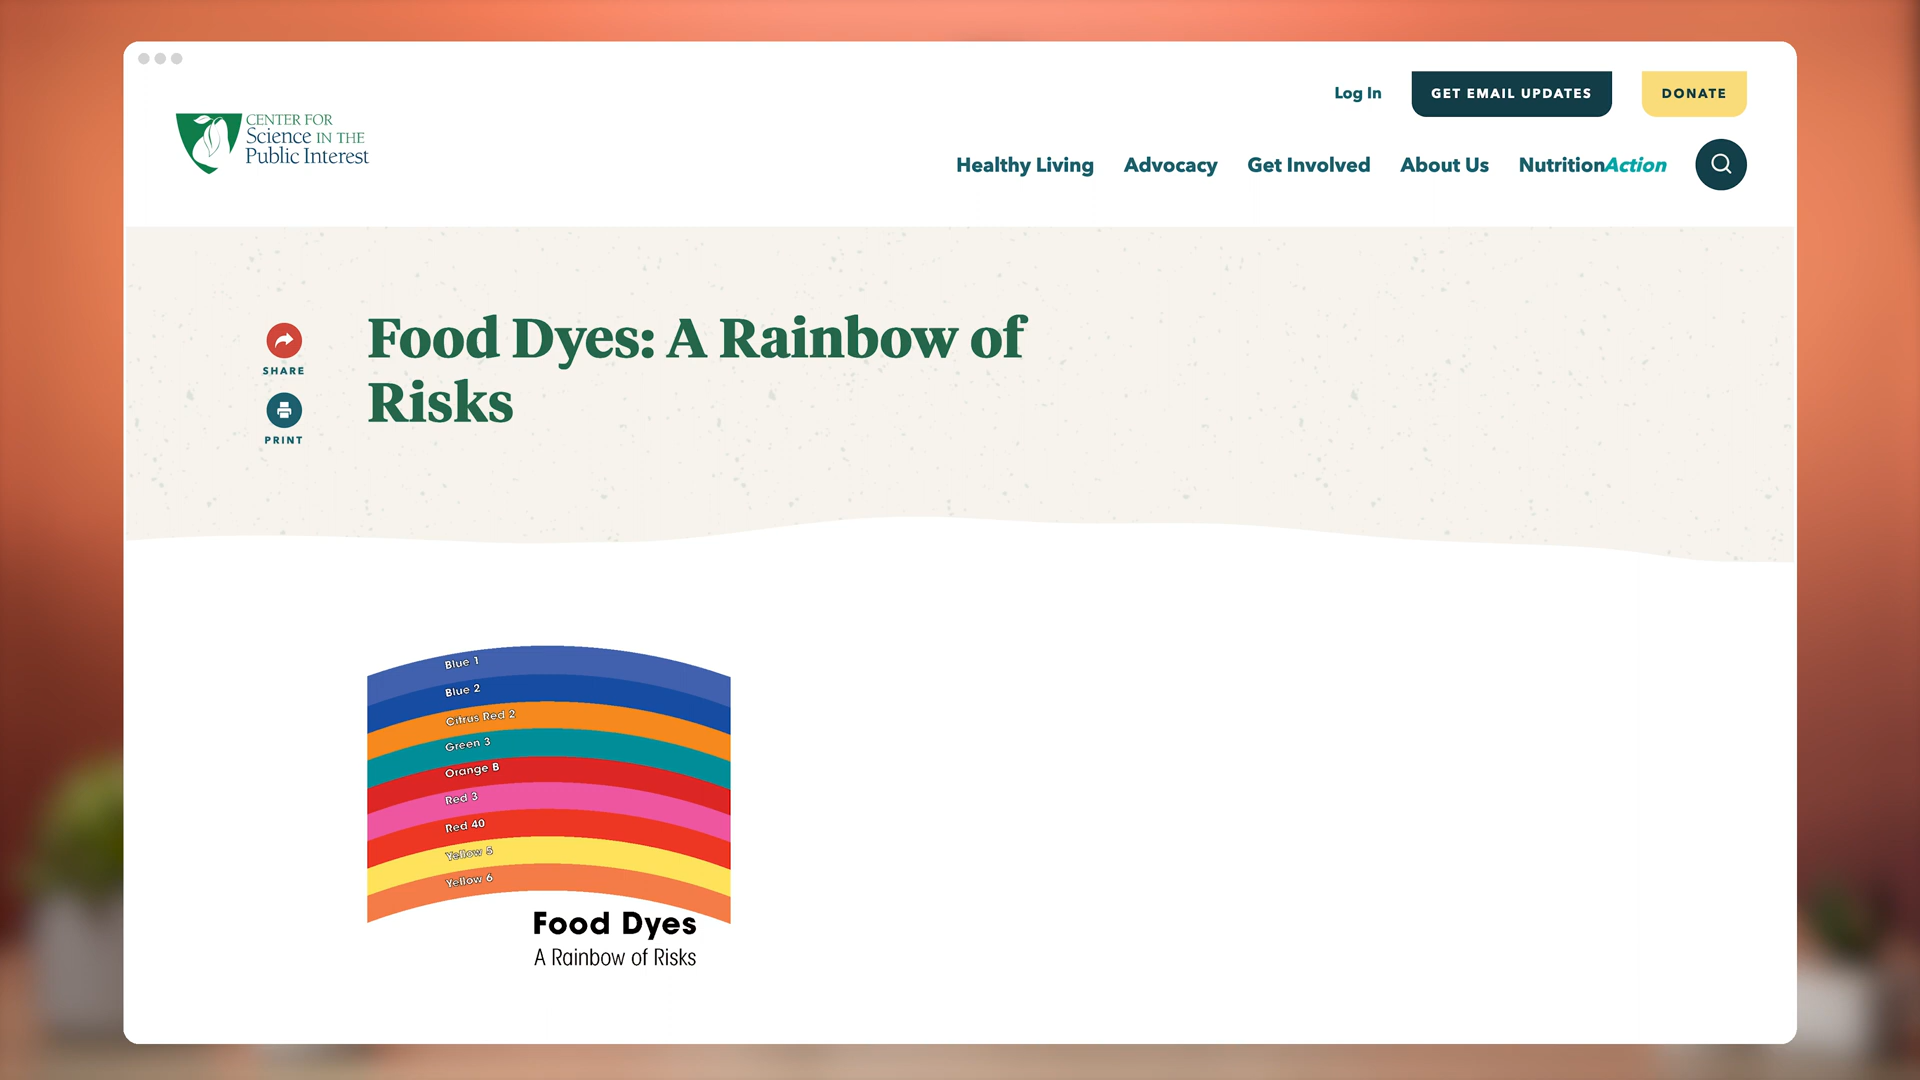 Log In
GET EMAIL UPDATES
DONATE
CENTER FOR
Science IN THE
Public Interest
Healthy Living
Advocacy
Get Involved
About Us
NutritionAction
Food Dyes: A Rainbow of
Risks
SHARE
PRINT
Blue 1
Blue 2
Citrus Red 2
Green 3
Orange B
Red 3
Red 40
Yellow 5
Yellow 6
Food Dyes
A Rainbow of Risks